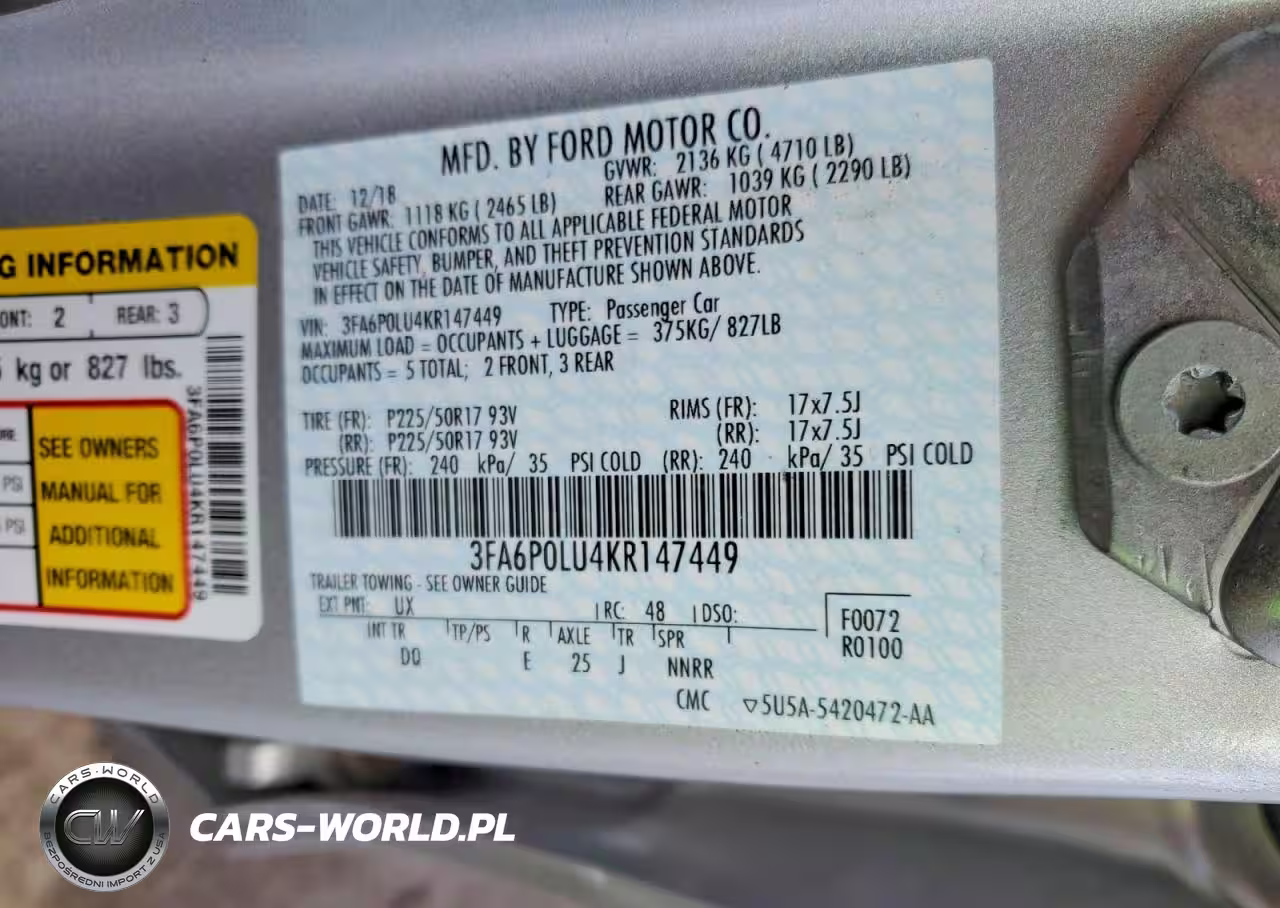 MFD. BY FORD MOTOR CO.
DATE: 12/18 GVWR: 2136 KG ( 4710 LB)
FRONT GAWR: 1118 KG ( 2465 LB) REAR GAWR: 1039 KG ( 2290 LB)
THIS VEHICLE CONFORMS TO ALL APPLICABLE FEDERAL MOTOR
VEHICLE SAFETY, BUMPER, AND THEFT PREVENTION STANDARDS
IN EFFECT ON THE DATE OF MANUFACTURE SHOWN ABOVE.
VIN: 3FA6P0LU4KR147449 TYPE: Passenger Car
MAXIMUM LOAD = OCCUPANTS + LUGGAGE = 375KG/ 827LB
OCCUPANTS = 5 TOTAL; 2 FRONT, 3 REAR
TIRE (FR): P225/50R17 93V RIMS (FR): 17x7.5J
(RR): P225/50R17 93V (RR): 17x7.5J
PRESSURE (FR): 240 kPa/ 35 PSI COLD (RR): 240 kPa/ 35 PSI COLD
3FA6P0LU4KR147449
TRAILER TOWING - SEE OWNER GUIDE
EXT PNT: UX RC: 48 DSO: F0072
INT TR TP/PS R AXLE TR SPR R0100
DQ E 25 J NNRR
CMC ▽5U5A-5420472-AA
G INFORMATION
ONT: 2 REAR: 3
kg or 827 lbs.
SEE OWNERS
MANUAL FOR
ADDITIONAL
INFORMATION
PSI
PSI
3FA6P0LU4KR147449
CARS-WORLD
CW
BEZPOŚREDNI IMPORT Z USA
CARS-WORLD.PL